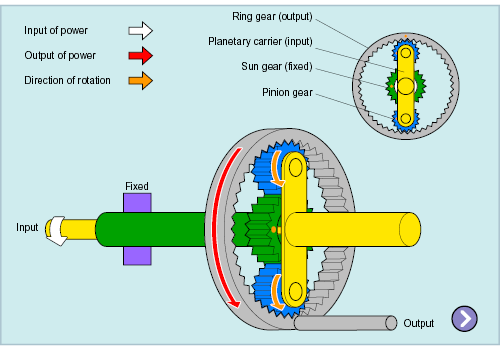 Input of power
Output of power
Direction of rotation
Ring gear (output)
Planetary carrier (input)
Sun gear (fixed)
Pinion gear
Fixed
Input
Output